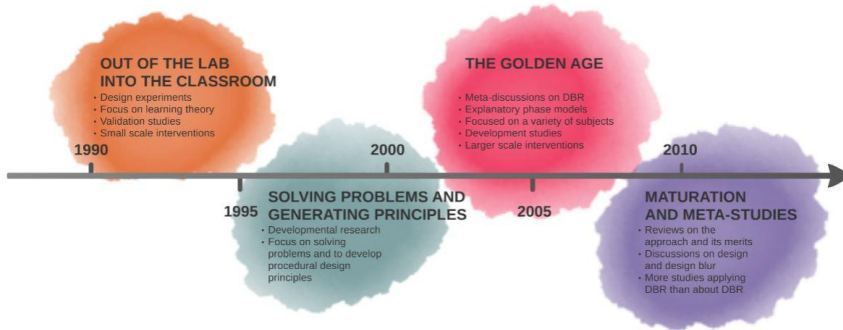 OUT OF THE LAB
INTO THE CLASSROOM
• Design experiments
• Focus on learning theory
• Validation studies
• Small scale interventions
1990
1995
SOLVING PROBLEMS AND
GENERATING PRINCIPLES
• Developmental research
• Focus on solving
problems and to develop
procedural design
principles
2000
THE GOLDEN AGE
• Meta-discussions on DBR
• Explanatory phase models
• Focused on a variety of subjects
• Development studies
• Larger scale interventions
2005
2010
MATURATION
AND META-STUDIES
• Reviews on the
approach and its merits
• Discussions on design
and design blur
• More studies applying
DBR than about DBR